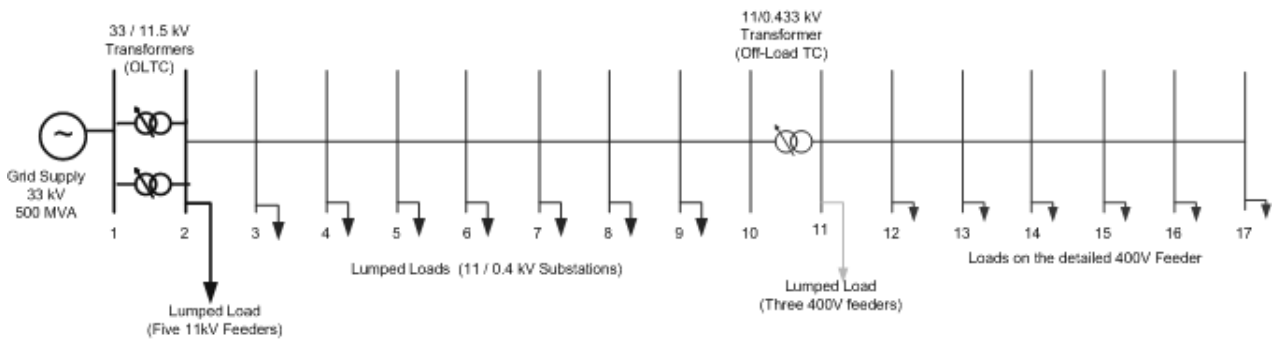 33 / 11.5 kV
Transformers
(OLTC)
11/0.433 kV
Transformer
(Off-Load TC)
~
Grid Supply
33 kV
500 MVA
1
2
3
4
5
6
7
8
9
10
11
12
13
14
15
16
17
Lumped Loads (11 / 0.4 kV Substations)
Loads on the detailed 400V Feeder
Lumped Load
(Five 11kV Feeders)
Lumped Load
(Three 400V feeders)